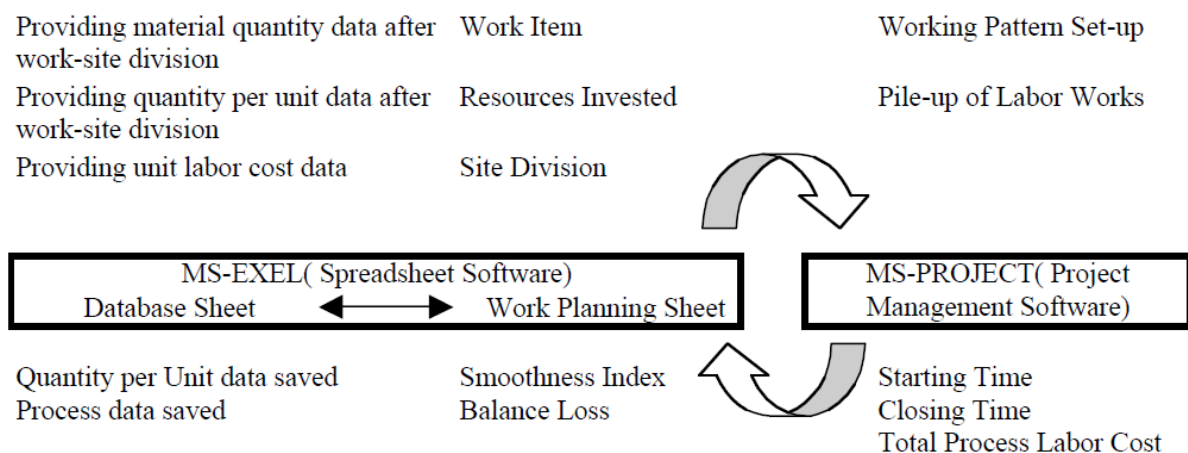 Providing material quantity data after work-site division
Work Item
Working Pattern Set-up
Providing quantity per unit data after work-site division
Resources Invested
Pile-up of Labor Works
Providing unit labor cost data
Site Division
MS-EXEL( Spreadsheet Software)
Database Sheet
Work Planning Sheet
MS-PROJECT( Project
Management Software)
Quantity per Unit data saved
Smoothness Index
Starting Time
Process data saved
Balance Loss
Closing Time
Total Process Labor Cost